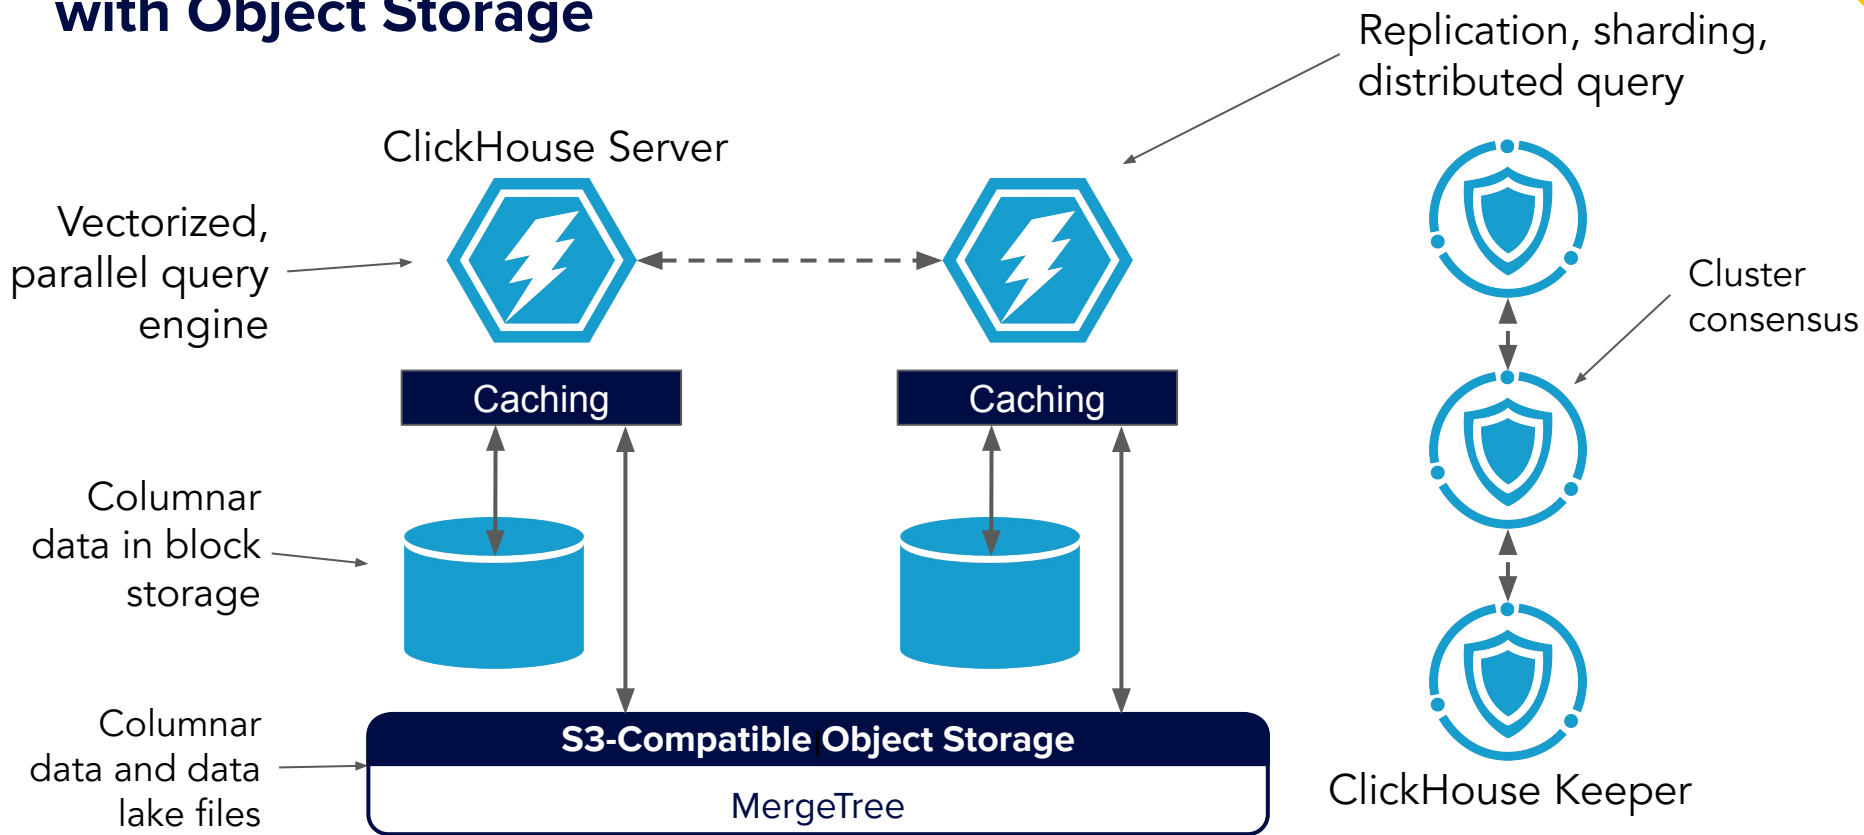 with Object Storage
Replication, sharding,
distributed query
ClickHouse Server
Vectorized,
parallel query
engine
Cluster
consensus
Caching
Caching
Columnar
data in block
storage
Columnar
data and data
lake files
S3-Compatible Object Storage
MergeTree
ClickHouse Keeper